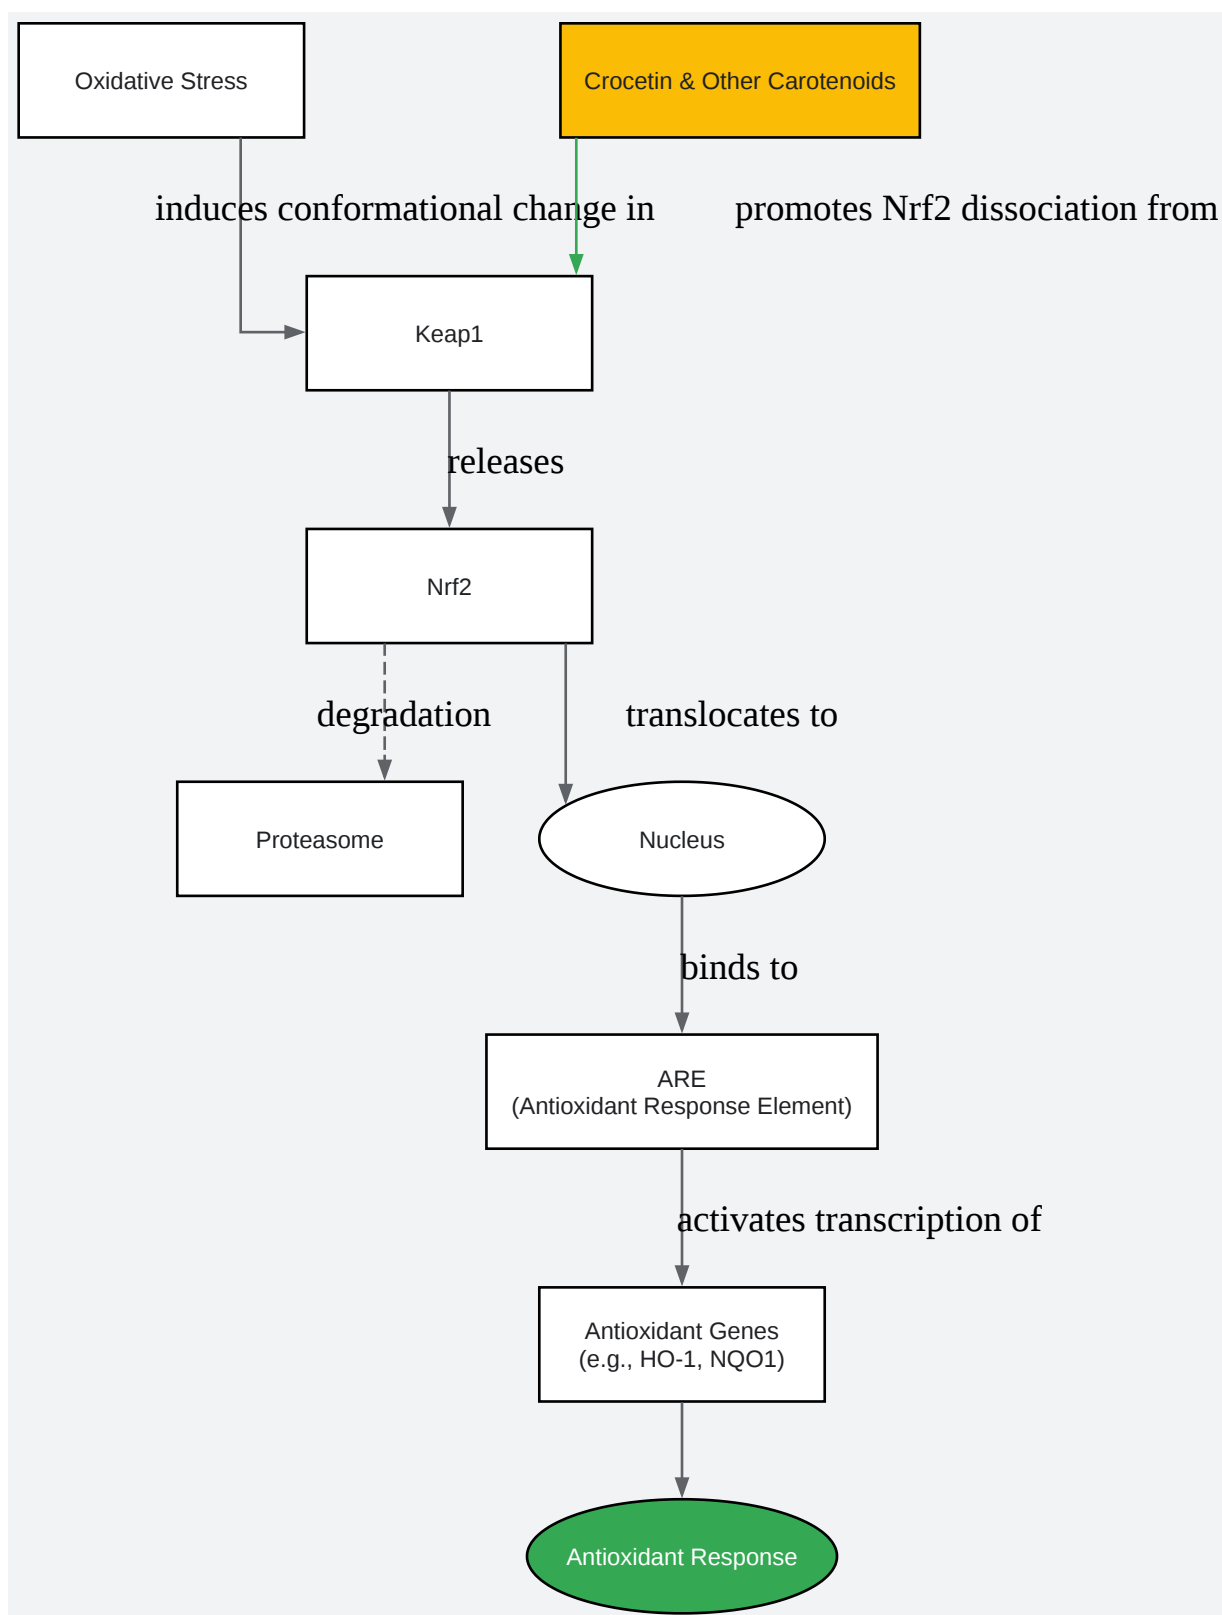 Oxidative Stress
Crocetin & Other Carotenoids
induces conformational change in
promotes Nrf2 dissociation from
Keap1
releases
Nrf2
degradation
translocates to
Proteasome
Nucleus
binds to
ARE
(Antioxidant Response Element)
activates transcription of
Antioxidant Genes
(e.g., HO-1, NQO1)
Antioxidant Response